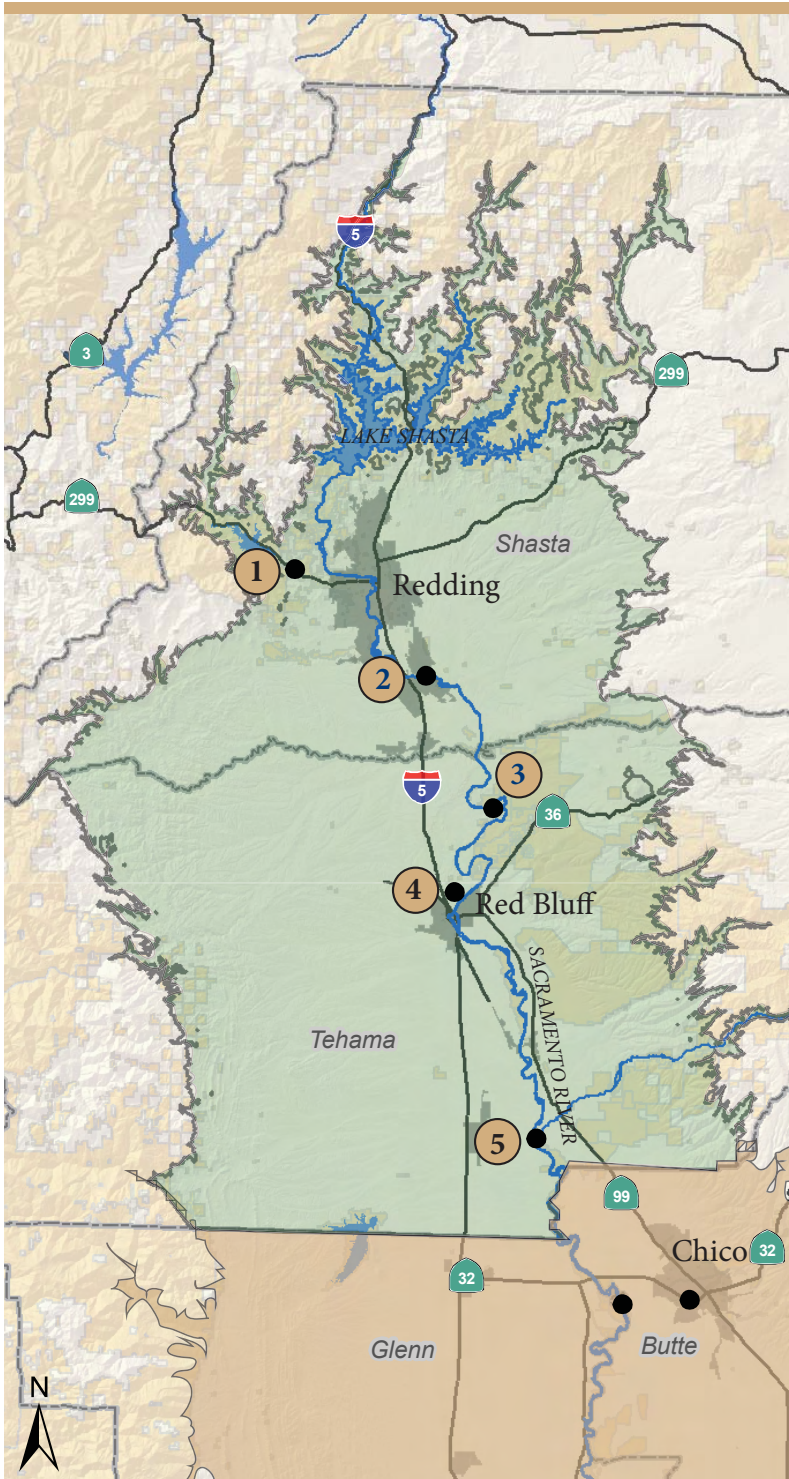 5
3
299
LAKE SHASTA
299
Shasta
1
Redding
2
3
5
36
4
Red Bluff
SACRAMENTO RIVER
Tehama
5
99
Chico
32
32
Glenn
Butte
N